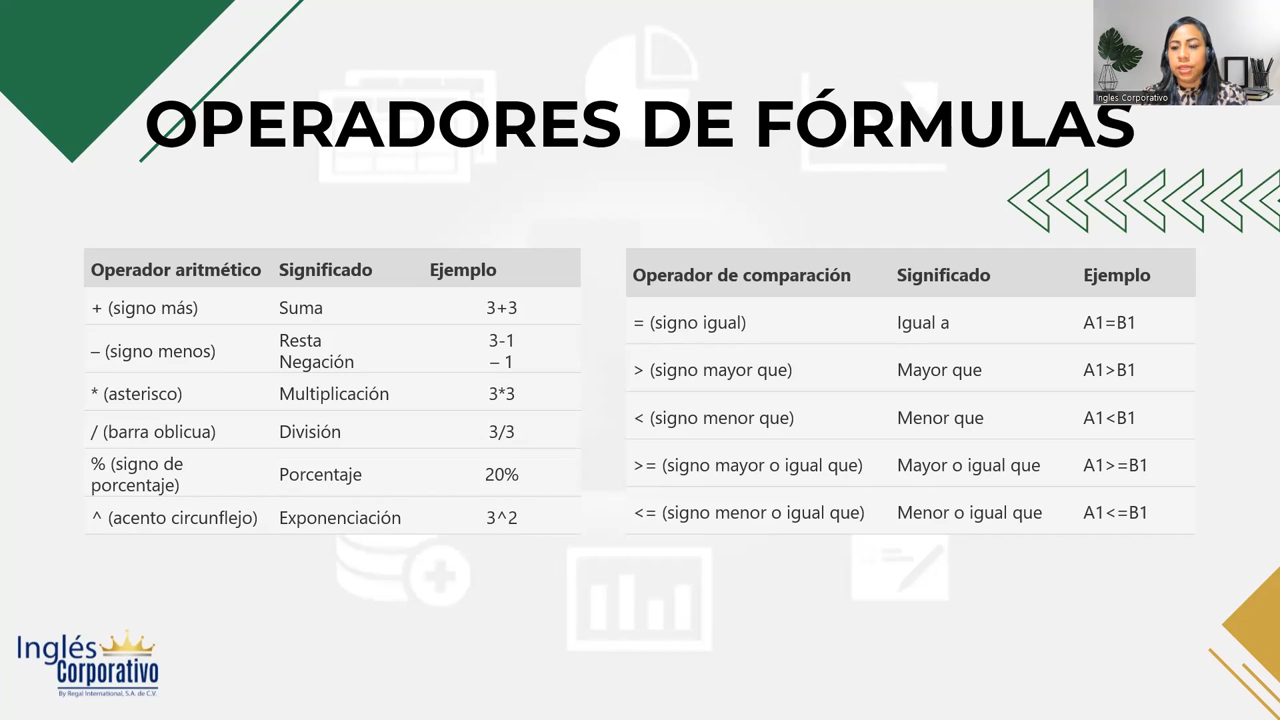 Ingles Corporativo
OPERADORES DE FÓRMULAS
Operador aritmético Significado Ejemplo
+ (signo más) Suma 3+3
– (signo menos) Resta 3-1
Negación – 1
* (asterisco) Multiplicación 3*3
/ (barra oblicua) División 3/3
% (signo de
porcentaje) Porcentaje 20%
^ (acento circunflejo) Exponenciación 3^2
Operador de comparación Significado Ejemplo
= (signo igual) Igual a A1=B1
> (signo mayor que) Mayor que A1>B1
< (signo menor que) Menor que A1<B1
>= (signo mayor o igual que) Mayor o igual que A1>=B1
<= (signo menor o igual que) Menor o igual que A1<=B1
Inglés
Corporativo
By Regal International, S.A. de C.V.